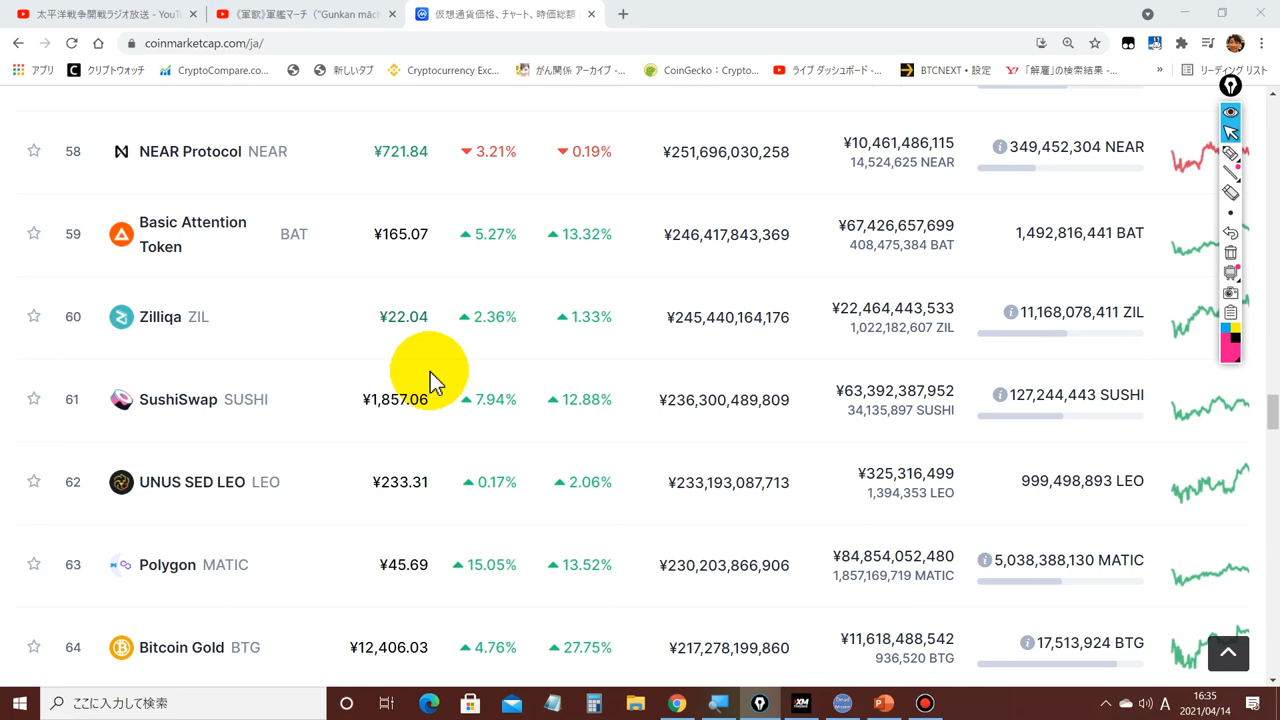 太平洋戦争開戦ラジオ放送 - YouT
《軍歌》軍艦マーチ ("Gunkan māch
仮想通貨価格、チャート、時価総額
coinmarketcap.com/ja/
アプリ クリプトウォッチ CryptoCompare.co... 新しいタブ Cryptocurrency Exc... がん関係 アーカイブ -... CoinGecko：Crypto... ライブ ダッシュボード -... BTCNEXT・設定 「解雇」の検索結果 -... » リーディング リスト
58 NEAR Protocol NEAR ¥721.84 3.21% 0.19% ¥251,696,030,258 ¥10,461,486,115 349,452,304 NEAR
14,524,625 NEAR
59 Basic Attention Token BAT ¥165.07 5.27% 13.32% ¥246,417,843,369 ¥67,426,657,699 1,492,816,441 BAT
408,475,384 BAT
60 Zilliqa ZIL ¥22.04 2.36% 1.33% ¥245,440,164,176 ¥22,464,443,533 11,168,078,411 ZIL
1,022,182,607 ZIL
61 SushiSwap SUSHI ¥1,857.06 7.94% 12.88% ¥236,300,489,809 ¥63,392,387,952 127,244,443 SUSHI
34,135,897 SUSHI
62 UNUS SED LEO LEO ¥233.31 0.17% 2.06% ¥233,193,087,713 ¥325,316,499 999,498,893 LEO
1,394,353 LEO
63 Polygon MATIC ¥45.69 15.05% 13.52% ¥230,203,866,906 ¥84,854,052,480 5,038,388,130 MATIC
1,857,169,719 MATIC
64 Bitcoin Gold BTG ¥12,406.03 4.76% 27.75% ¥217,278,199,860 ¥11,618,488,542 17,513,924 BTG
936,520 BTG
ここに入力して検索
A
16:35
2021/04/14